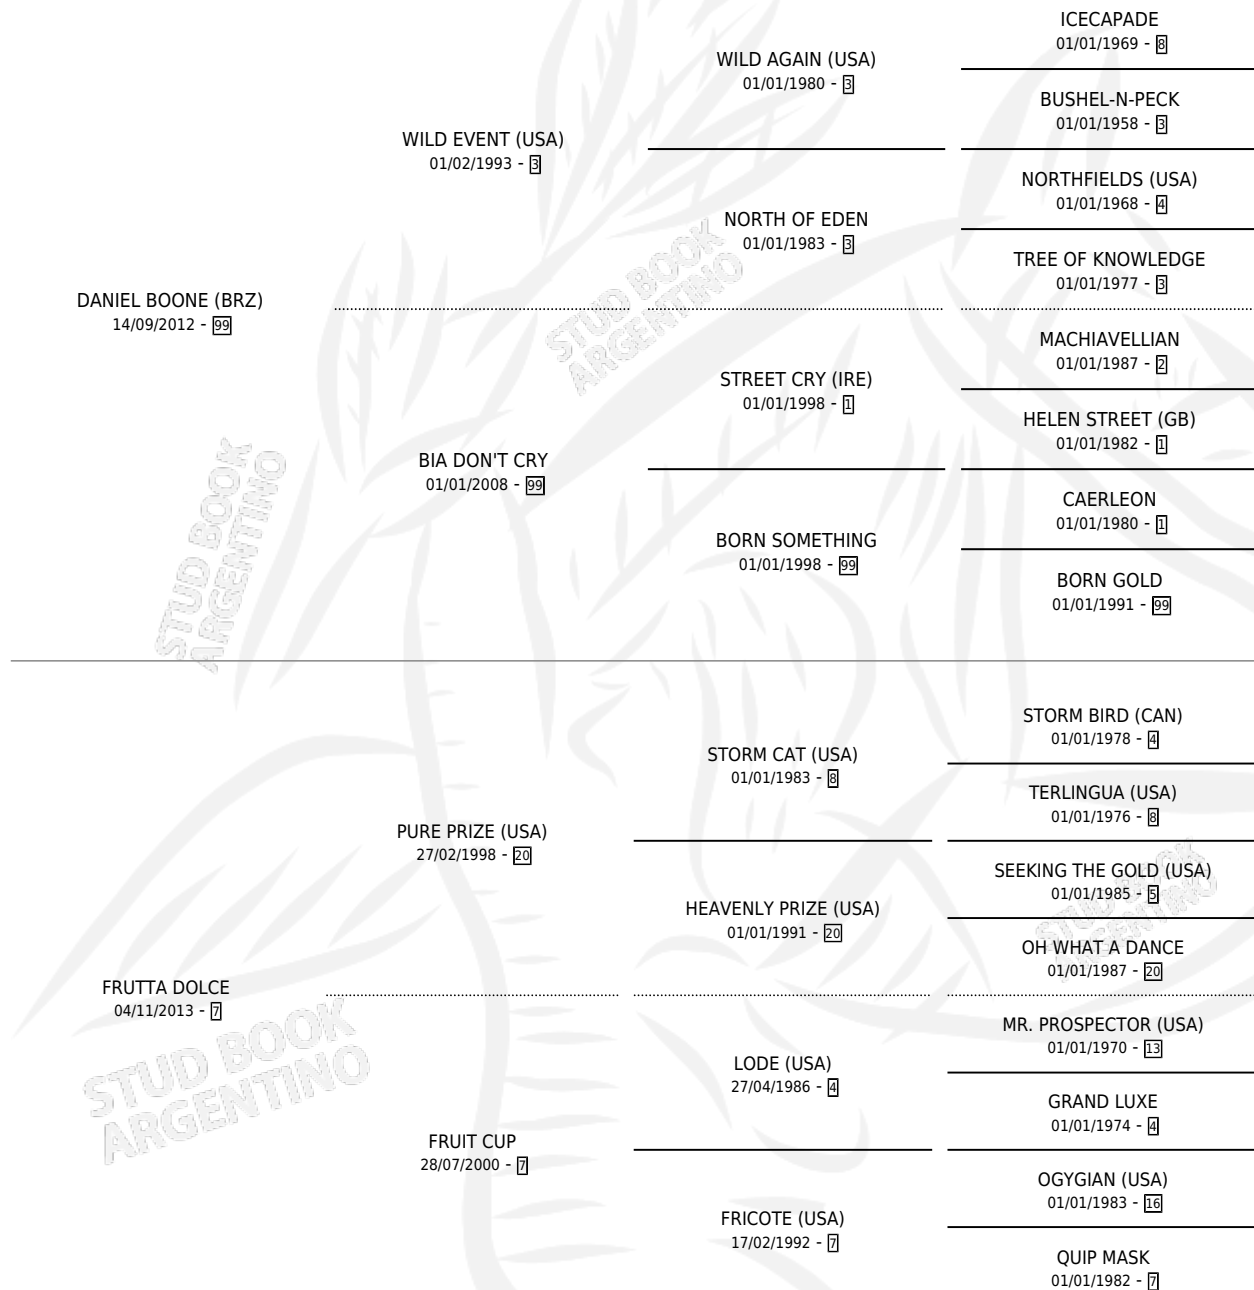 ICECAPADE
01/01/1969 - 8
WILD AGAIN (USA)
01/01/1980 - 3
BUSHEL-N-PECK
01/01/1958 - 3
WILD EVENT (USA)
01/02/1993 - 3
NORTHFIELDS (USA)
01/01/1968 - 4
NORTH OF EDEN
01/01/1983 - 3
TREE OF KNOWLEDGE
01/01/1977 - 3
DANIEL BOONE (BRZ)
14/09/2012 - 99
MACHIAVELLIAN
01/01/1987 - 2
STREET CRY (IRE)
01/01/1998 - 1
HELEN STREET (GB)
01/01/1982 - 1
BIA DON'T CRY
01/01/2008 - 99
CAERLEON
01/01/1980 - 1
BORN SOMETHING
01/01/1998 - 99
BORN GOLD
01/01/1991 - 99
STUD BOOK
ARGENTINO
STUD BOOK
ARGENTINO
STORM BIRD (CAN)
01/01/1978 - 4
STORM CAT (USA)
01/01/1983 - 8
TERLINGUA (USA)
01/01/1976 - 8
PURE PRIZE (USA)
27/02/1998 - 20
SEEKING THE GOLD (USA)
01/01/1985 - 5
HEAVENLY PRIZE (USA)
01/01/1991 - 20
OH WHAT A DANCE
01/01/1987 - 20
FRUTTA DOLCE
04/11/2013 - 7
MR. PROSPECTOR (USA)
01/01/1970 - 13
LODE (USA)
27/04/1986 - 4
GRAND LUXE
01/01/1974 - 4
FRUIT CUP
28/07/2000 - 7
OGYGIAN (USA)
01/01/1983 - 16
FRICOTE (USA)
17/02/1992 - 7
QUIP MASK
01/01/1982 - 7
STUD BOOK
ARGENTINO
STUD BOOK
ARGENTINO